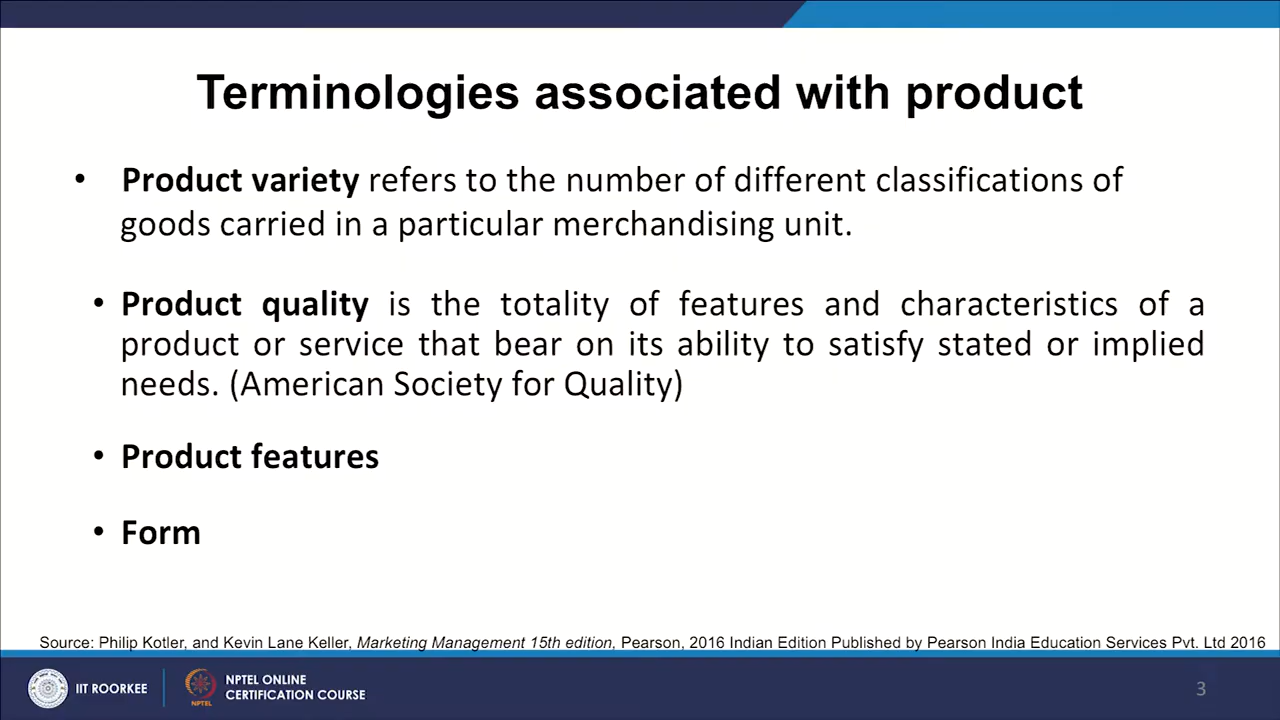 Terminologies associated with product
• Product variety refers to the number of different classifications of
goods carried in a particular merchandising unit.
• Product quality is the totality of features and characteristics of a
product or service that bear on its ability to satisfy stated or implied
needs. (American Society for Quality)
• Product features
• Form
Source: Philip Kotler, and Kevin Lane Keller, Marketing Management 15th edition, Pearson, 2016 Indian Edition Published by Pearson India Education Services Pvt. Ltd 2016
IIT ROORKEE
NPTEL
NPTEL ONLINE
CERTIFICATION COURSE
3